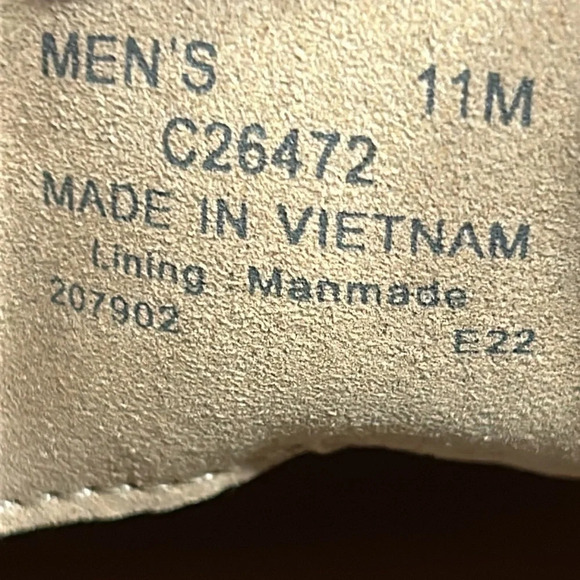 MEN'S 11M
C26472
MADE IN VIETNAM
Lining Manmade
207902 E22